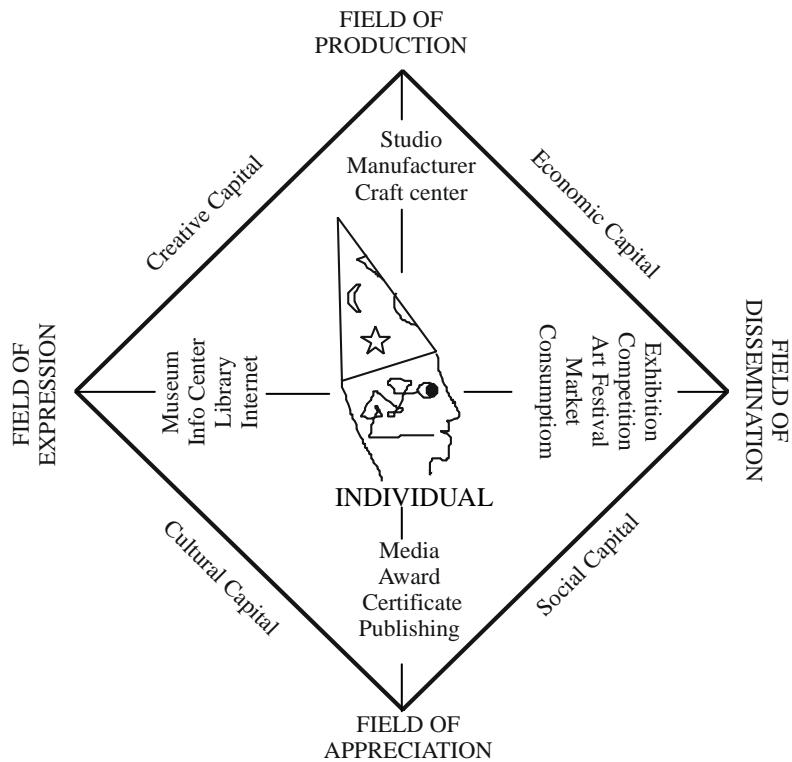 FIELD OF
PRODUCTION
Studio
Manufacturer
Craft center
Creative Capital
Economic Capital
FIELD OF
EXPRESSION
Museum
Info Center
Library
Internet
Exhibition
Competition
Art Festival
Market
Consumptiom
FIELD OF
DISSEMINATION
INDIVIDUAL
Media
Award
Certificate
Publishing
Cultural Capital
Social Capital
FIELD OF
APPRECIATION